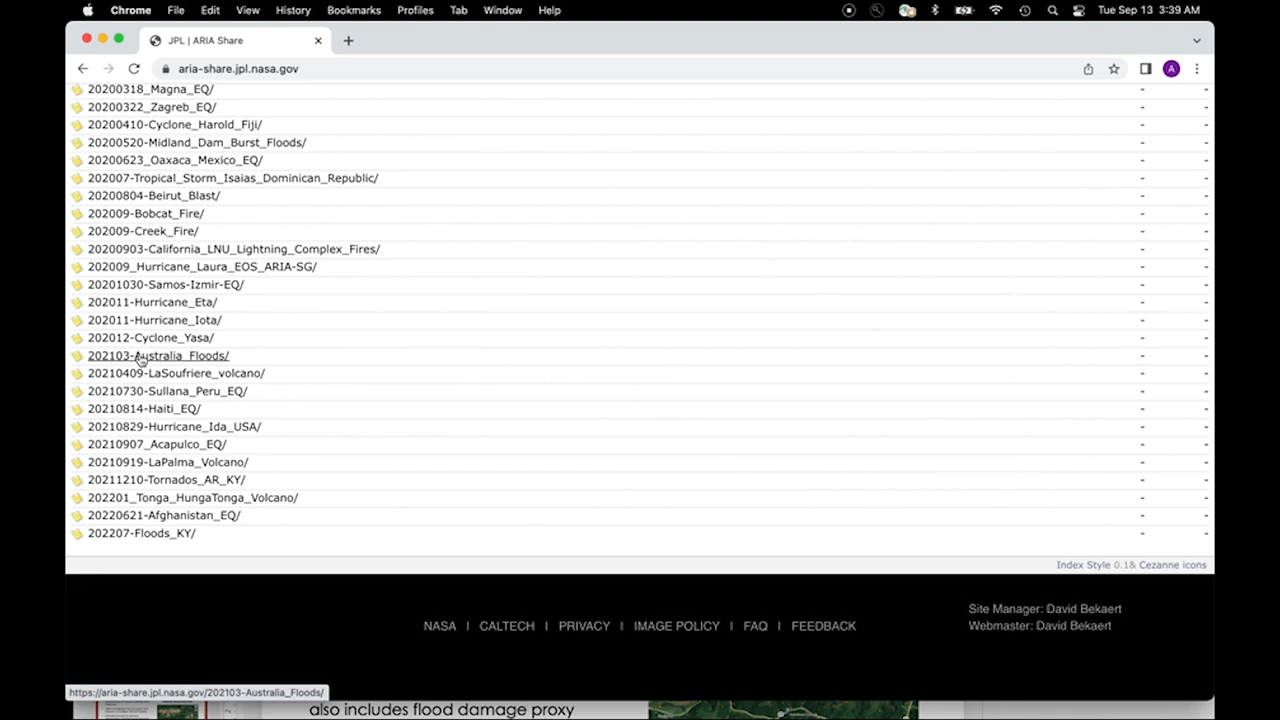 Chrome File Edit View History Bookmarks Profiles Tab Window Help Tue Sep 13 3:39 AM
JPL | ARIA Share
aria-share.jpl.nasa.gov A
20200318_Magna_EQ/ - -
20200322_Zagreb_EQ/ - -
20200410-Cyclone_Harold_Fiji/ - -
20200520-Midland_Dam_Burst_Floods/ - -
20200623_Oaxaca_Mexico_EQ/ - -
202007-Tropical_Storm_Isaias_Dominican_Republic/ - -
20200804-Beirut_Blast/ - -
202009-Bobcat_Fire/ - -
202009-Creek_Fire/ - -
20200903-California_LNU_Lightning_Complex_Fires/ - -
202009_Hurricane_Laura_EOS_ARIA-SG/ - -
20201030-Samos-Izmir-EQ/ - -
202011-Hurricane_Eta/ - -
202011-Hurricane_Iota/ - -
202012-Cyclone_Yasa/ - -
202103-Australia_Floods/ - -
20210409-LaSoufriere_volcano/ - -
20210730-Sullana_Peru_EQ/ - -
20210814-Haiti_EQ/ - -
20210829-Hurricane_Ida_USA/ - -
20210907_Acapulco_EQ/ - -
20210919-LaPalma_Volcano/ - -
20211210-Tornados_AR_KY/ - -
202201_Tonga_HungaTonga_Volcano/ - -
20220621-Afghanistan_EQ/ - -
202207-Floods_KY/ - -
Index Style 0.1& Cezanne icons
NASA | CALTECH | PRIVACY | IMAGE POLICY | FAQ | FEEDBACK
Site Manager: David Bekaert
Webmaster: David Bekaert
https://aria-share.jpl.nasa.gov/202103-Australia_Floods/
also includes flood damage proxy